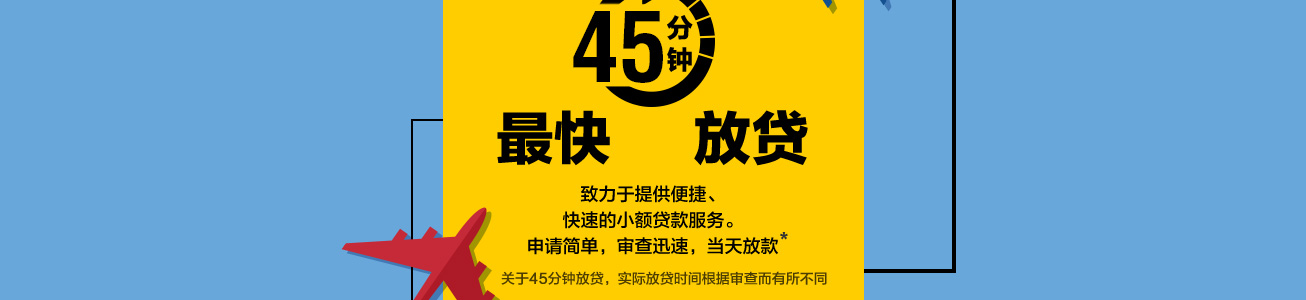 45分钟
最快 放贷
致力于提供便捷、
快速的小额贷款服务。
申请简单，审查迅速，当天放款*
关于45分钟放贷，实际放贷时间根据审查而有所不同